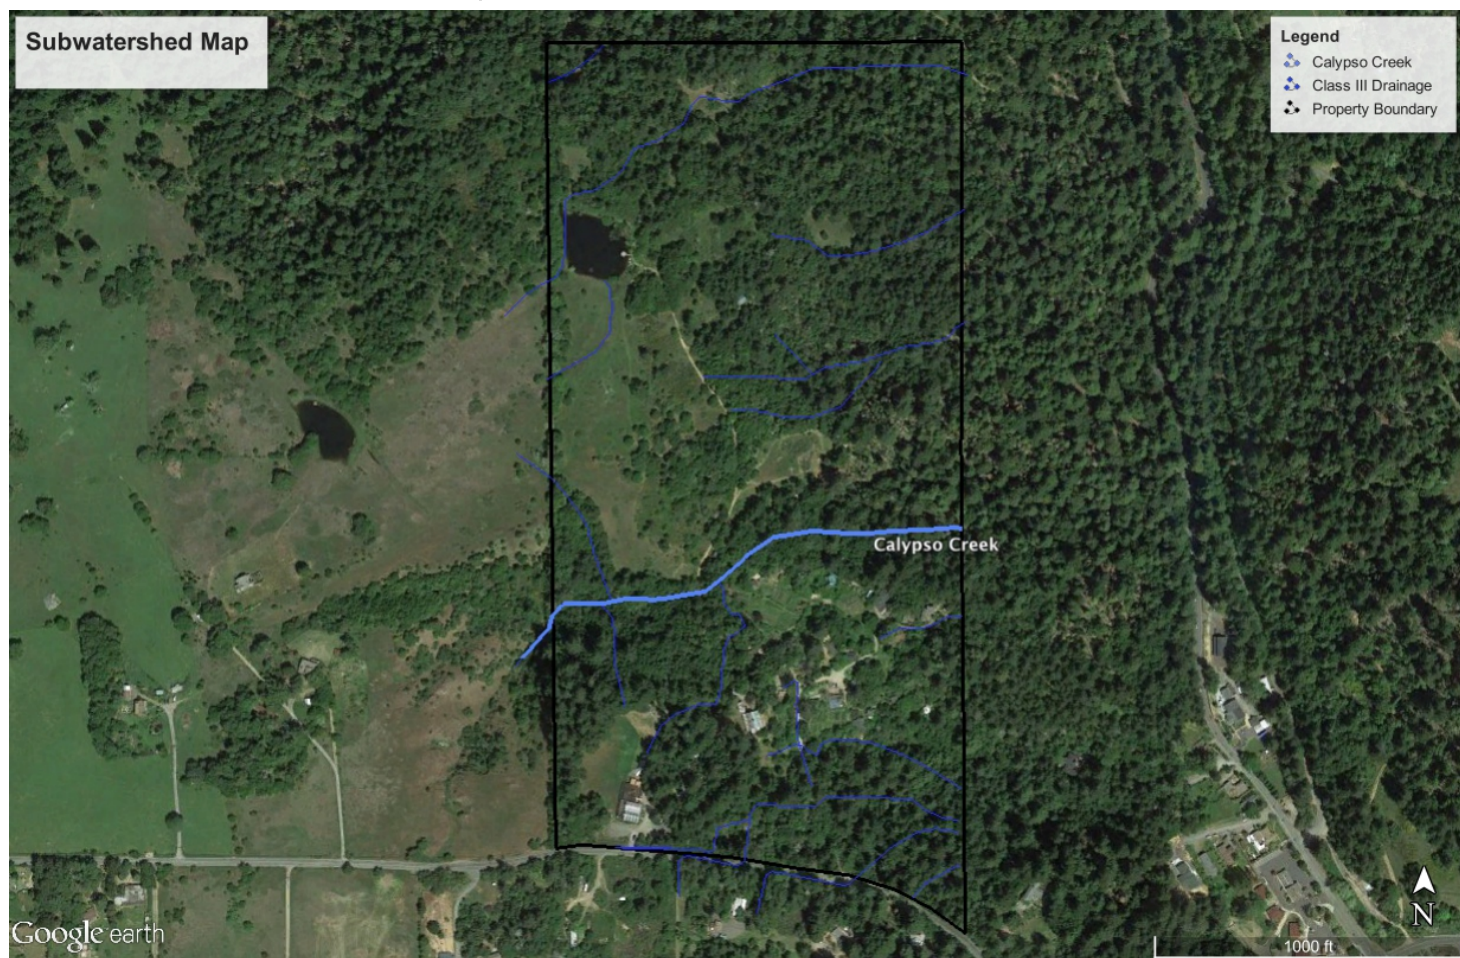 Subwatershed Map
Legend
Calypso Creek
Class III Drainage
Property Boundary
Calypso Creek
N
Google earth
1000 ft